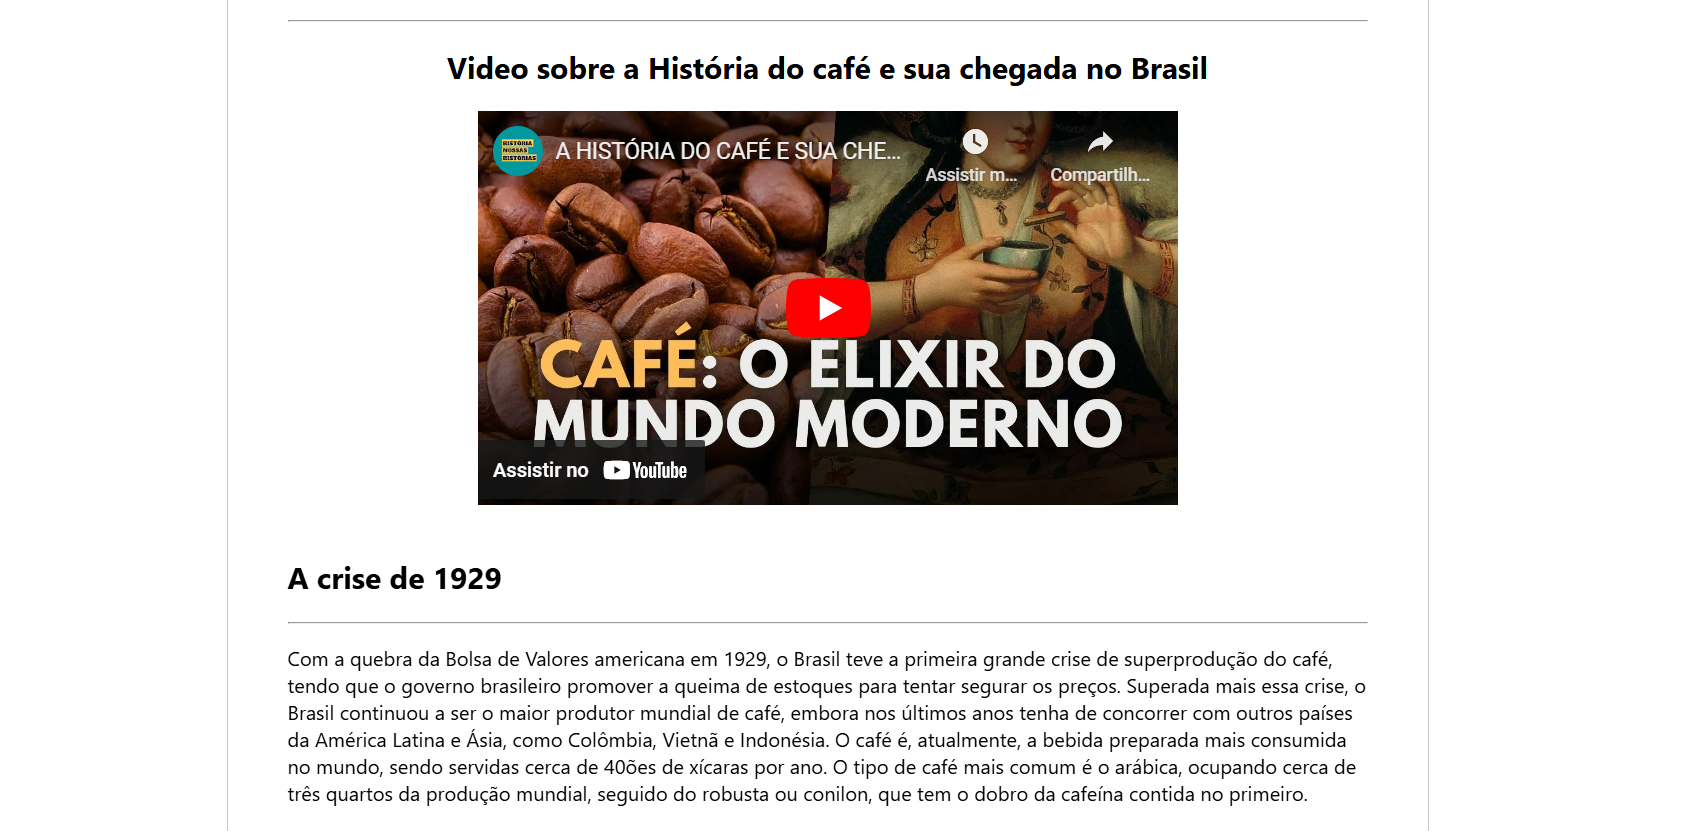 Video sobre a História do café e sua chegada no Brasil
HISTÓRIA
NOSSAS
HISTÓRIAS
A HISTÓRIA DO CAFÉ E SUA CHE...
Assistir m...
Compartilh...
CAFÉ: O ELIXIR DO
MUNDO MODERNO
Assistir no YouTube
A crise de 1929
Com a quebra da Bolsa de Valores americana em 1929, o Brasil teve a primeira grande crise de superprodução do café,
tendo que o governo brasileiro promover a queima de estoques para tentar segurar os preços. Superada mais essa crise, o
Brasil continuou a ser o maior produtor mundial de café, embora nos últimos anos tenha de concorrer com outros países
da América Latina e Ásia, como Colômbia, Vietnã e Indonésia. O café é, atualmente, a bebida preparada mais consumida
no mundo, sendo servidas cerca de 40ões de xícaras por ano. O tipo de café mais comum é o arábica, ocupando cerca de
três quartos da produção mundial, seguido do robusta ou conilon, que tem o dobro da cafeína contida no primeiro.